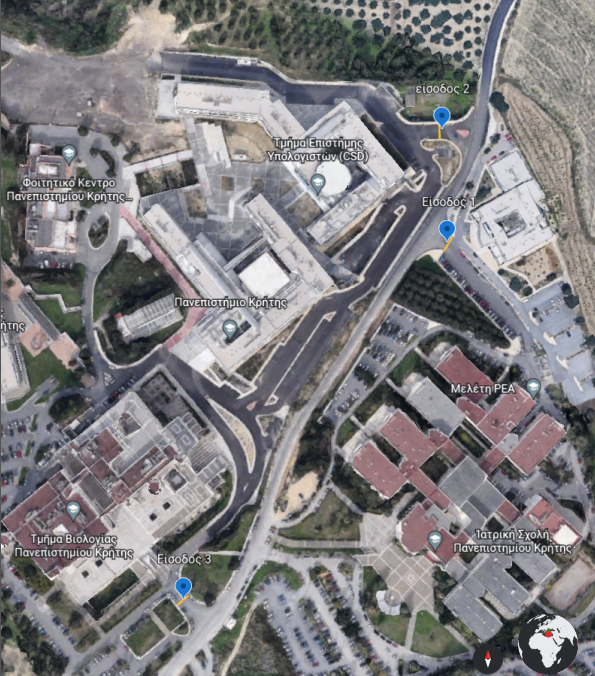 είσοδος 2
Τμήμα Επιστήμης
Υπολογιστών (CSD)
Φοιτητικό Κέντρο
Πανεπιστημίου Κρήτης...
Είσοδος 1
ήτης
Πανεπιστήμιο Κρήτης
Μελέτη ΡΕΑ
Τμήμα Βιολογίας
Πανεπιστημίου Κρήτης
Ιατρική Σχολή,
Πανεπιστημίου Κρήτης
Είσοδος 3